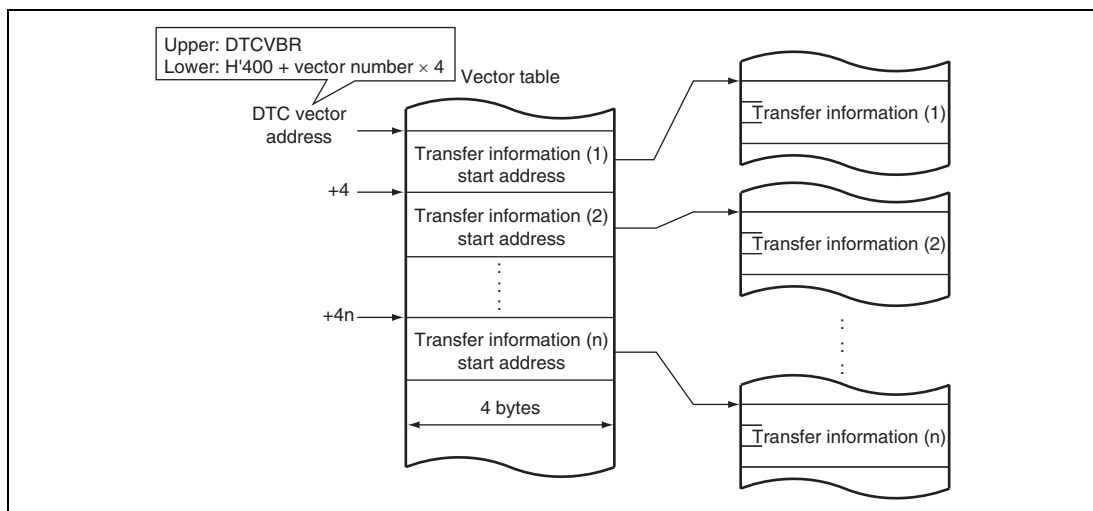 Upper: DTCVBR
Lower: H'400 + vector number × 4
DTC vector
address
Vector table
Transfer information (1)
start address
+4
Transfer information (2)
start address
+4n
Transfer information (n)
start address
4 bytes
Transfer information (1)
Transfer information (2)
Transfer information (n)